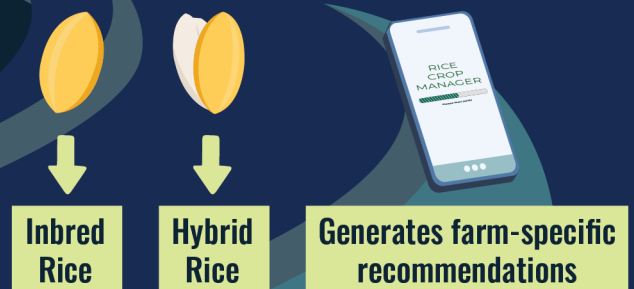 RICE
CROP
MANAGER
Inbred
Rice
Hybrid
Rice
Generates farm-specific
recommendations